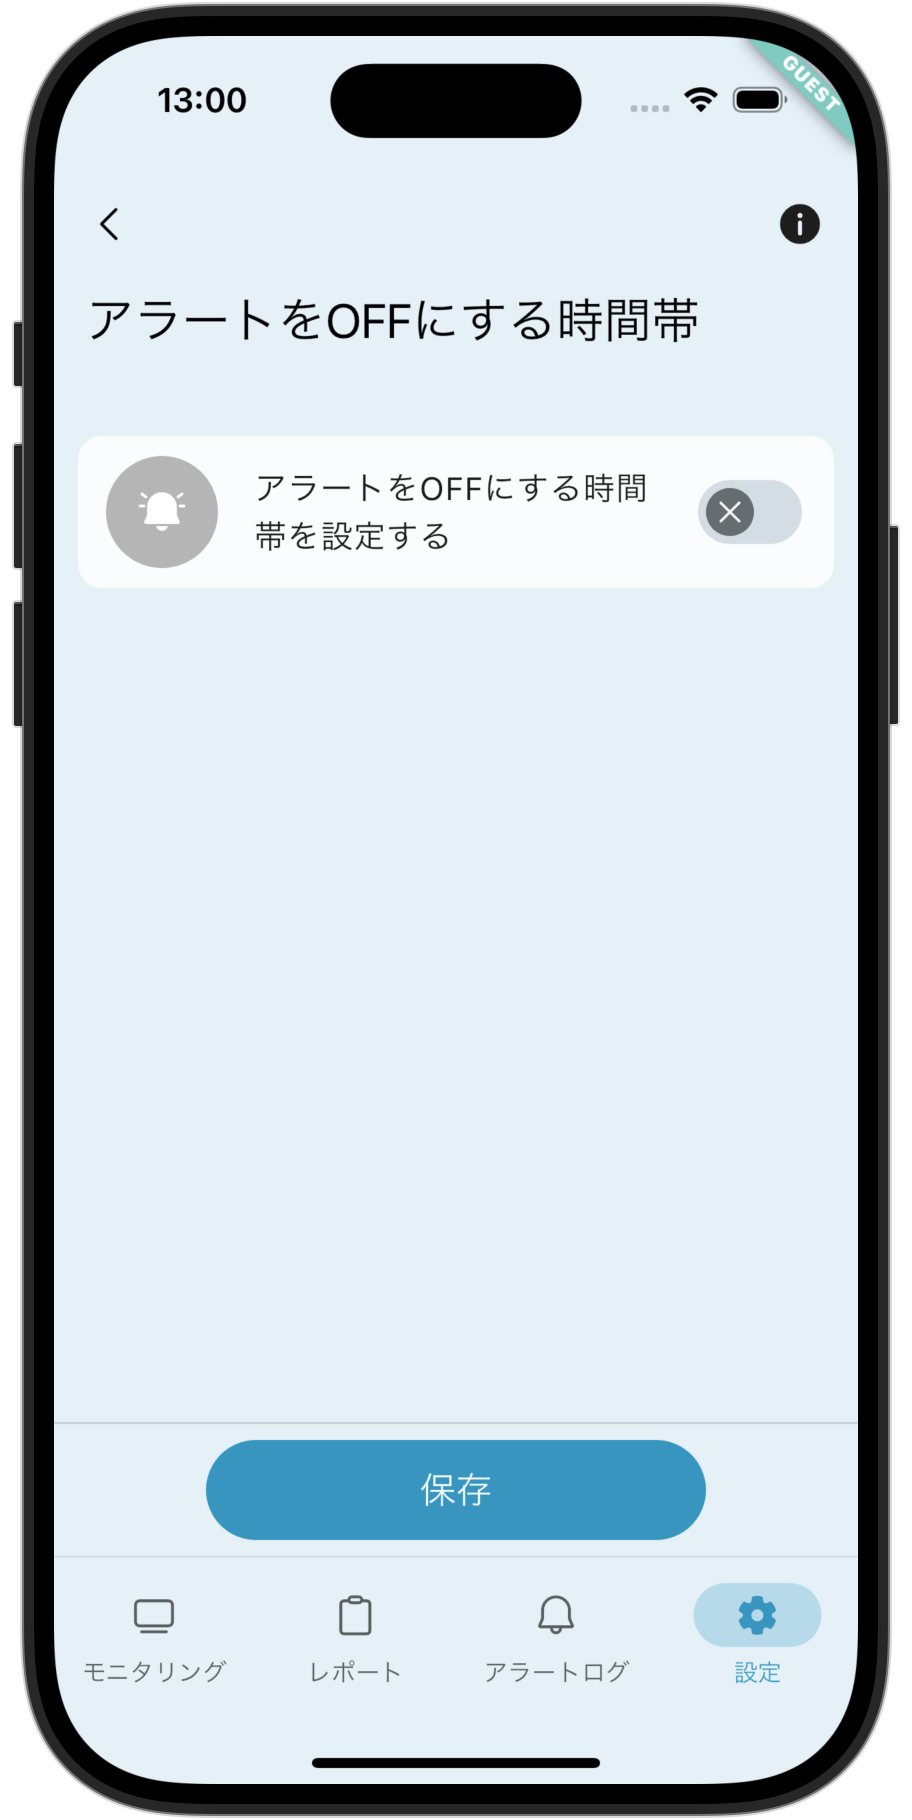 13:00
GUEST
アラートをOFFにする時間帯
アラートをOFFにする時間
帯を設定する
保存
モニタリング
レポート
アラートログ
設定